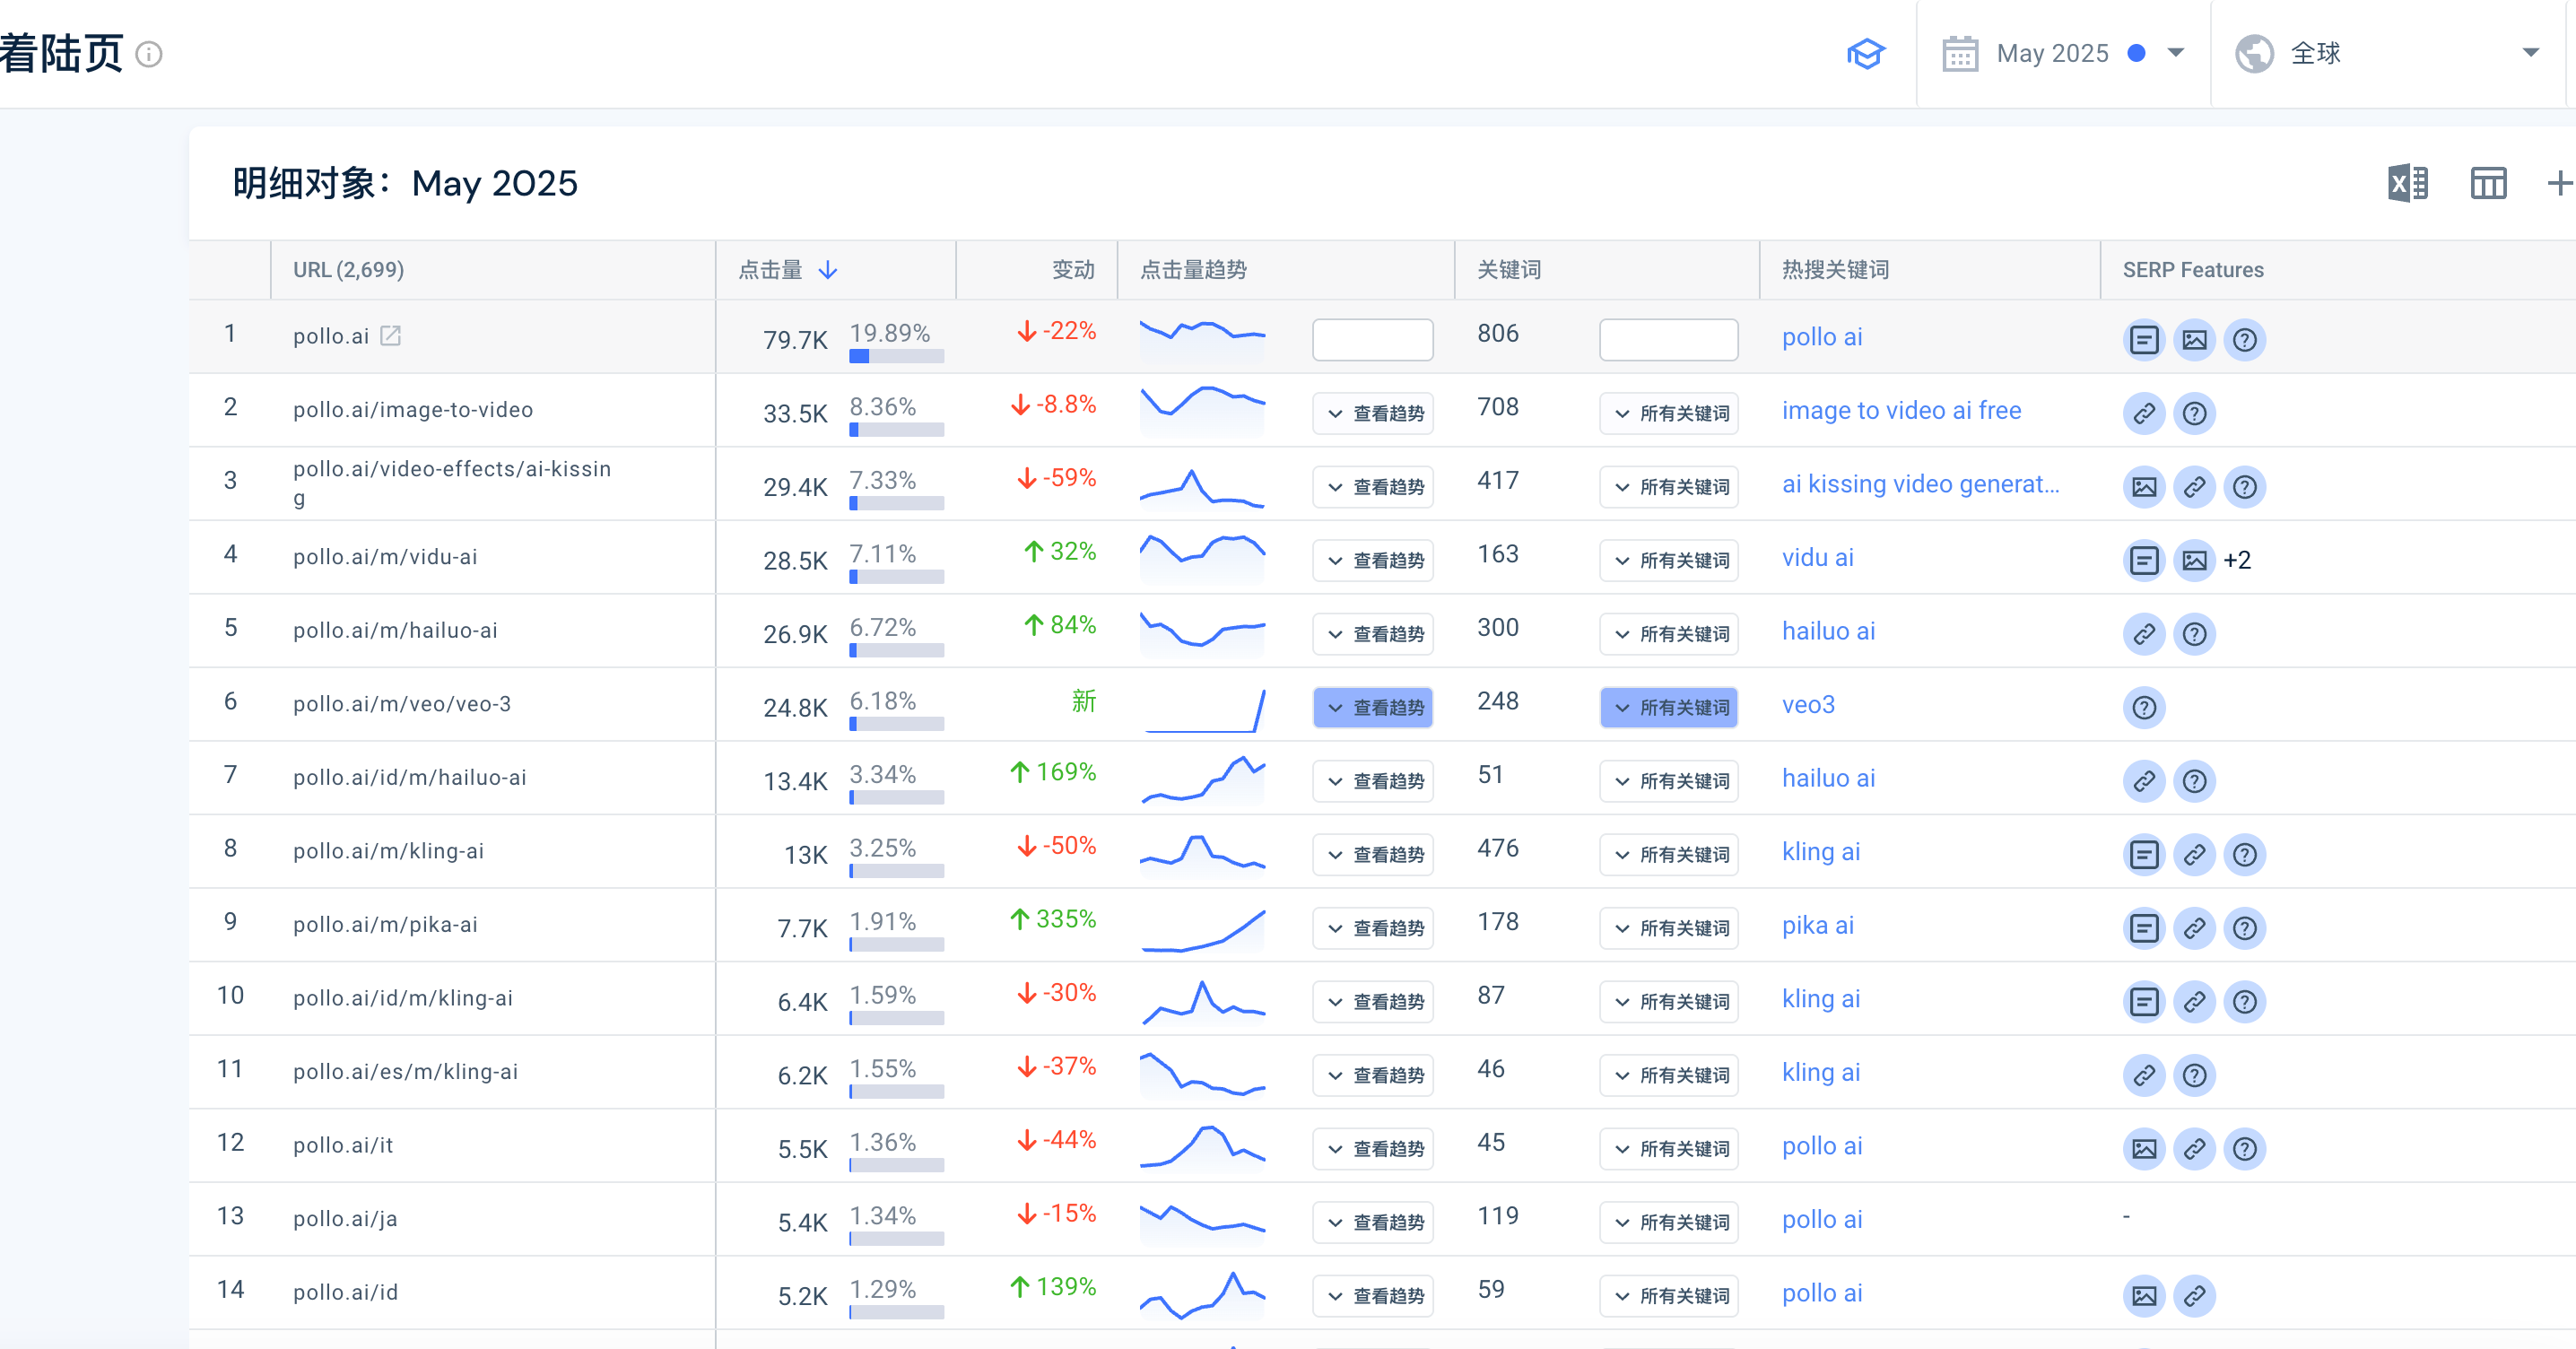 着陆页
May 2025
全球
明细对象：May 2025
URL (2,699) 点击量 变动 点击量趋势 关键词 热搜关键词 SERP Features
1 pollo.ai 79.7K 19.89% -22% 806 pollo ai
2 pollo.ai/image-to-video 33.5K 8.36% -8.8% 查看趋势 708 所有关键词 image to video ai free
3 pollo.ai/video-effects/ai-kissin
g 29.4K 7.33% -59% 查看趋势 417 所有关键词 ai kissing video generat...
4 pollo.ai/m/vidu-ai 28.5K 7.11% 32% 查看趋势 163 所有关键词 vidu ai +2
5 pollo.ai/m/hailuo-ai 26.9K 6.72% 84% 查看趋势 300 所有关键词 hailuo ai
6 pollo.ai/m/veo/veo-3 24.8K 6.18% 新 查看趋势 248 所有关键词 veo3
7 pollo.ai/id/m/hailuo-ai 13.4K 3.34% 169% 查看趋势 51 所有关键词 hailuo ai
8 pollo.ai/m/kling-ai 13K 3.25% -50% 查看趋势 476 所有关键词 kling ai
9 pollo.ai/m/pika-ai 7.7K 1.91% 335% 查看趋势 178 所有关键词 pika ai
10 pollo.ai/id/m/kling-ai 6.4K 1.59% -30% 查看趋势 87 所有关键词 kling ai
11 pollo.ai/es/m/kling-ai 6.2K 1.55% -37% 查看趋势 46 所有关键词 kling ai
12 pollo.ai/it 5.5K 1.36% -44% 查看趋势 45 所有关键词 pollo ai
13 pollo.ai/ja 5.4K 1.34% -15% 查看趋势 119 所有关键词 pollo ai -
14 pollo.ai/id 5.2K 1.29% 139% 查看趋势 59 所有关键词 pollo ai